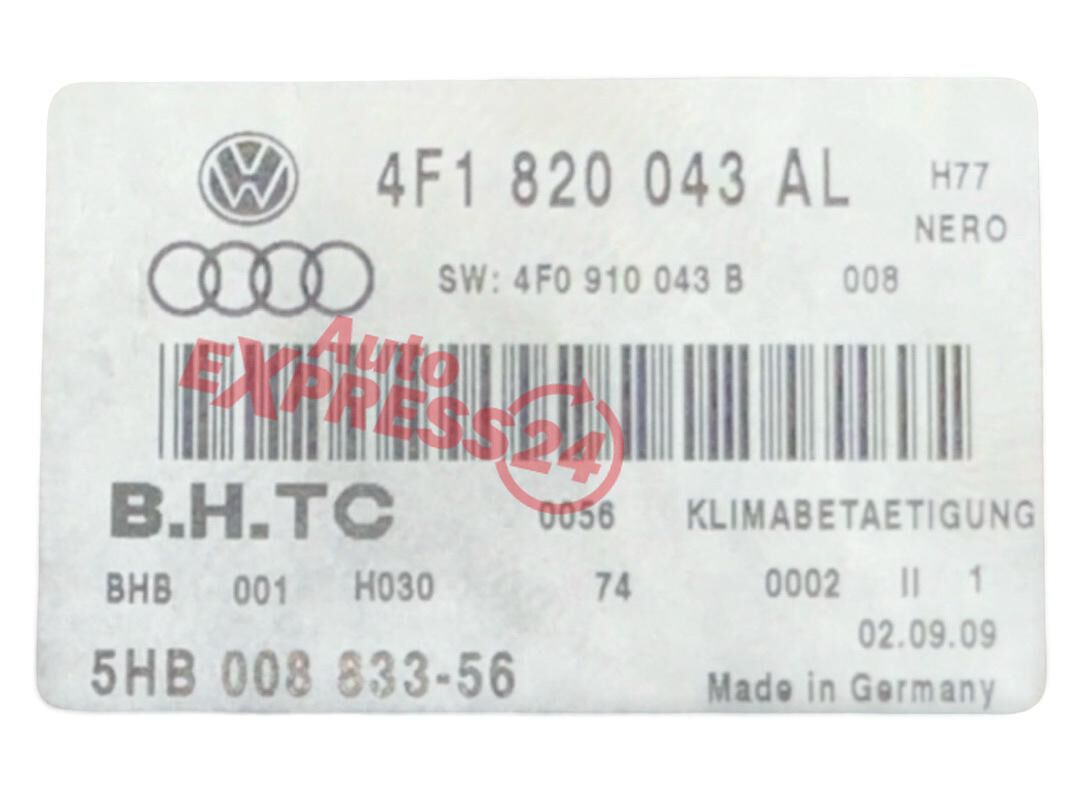 4F1 820 043 AL
H77
NERO
SW: 4F0 910 043 B 008
Auto
EXPRESS24
B.H.TC
0056 KLIMABETAETIGUNG
BHB 001 H030 74 0002 II 1
02.09.09
5HB 008 833-56
Made in Germany